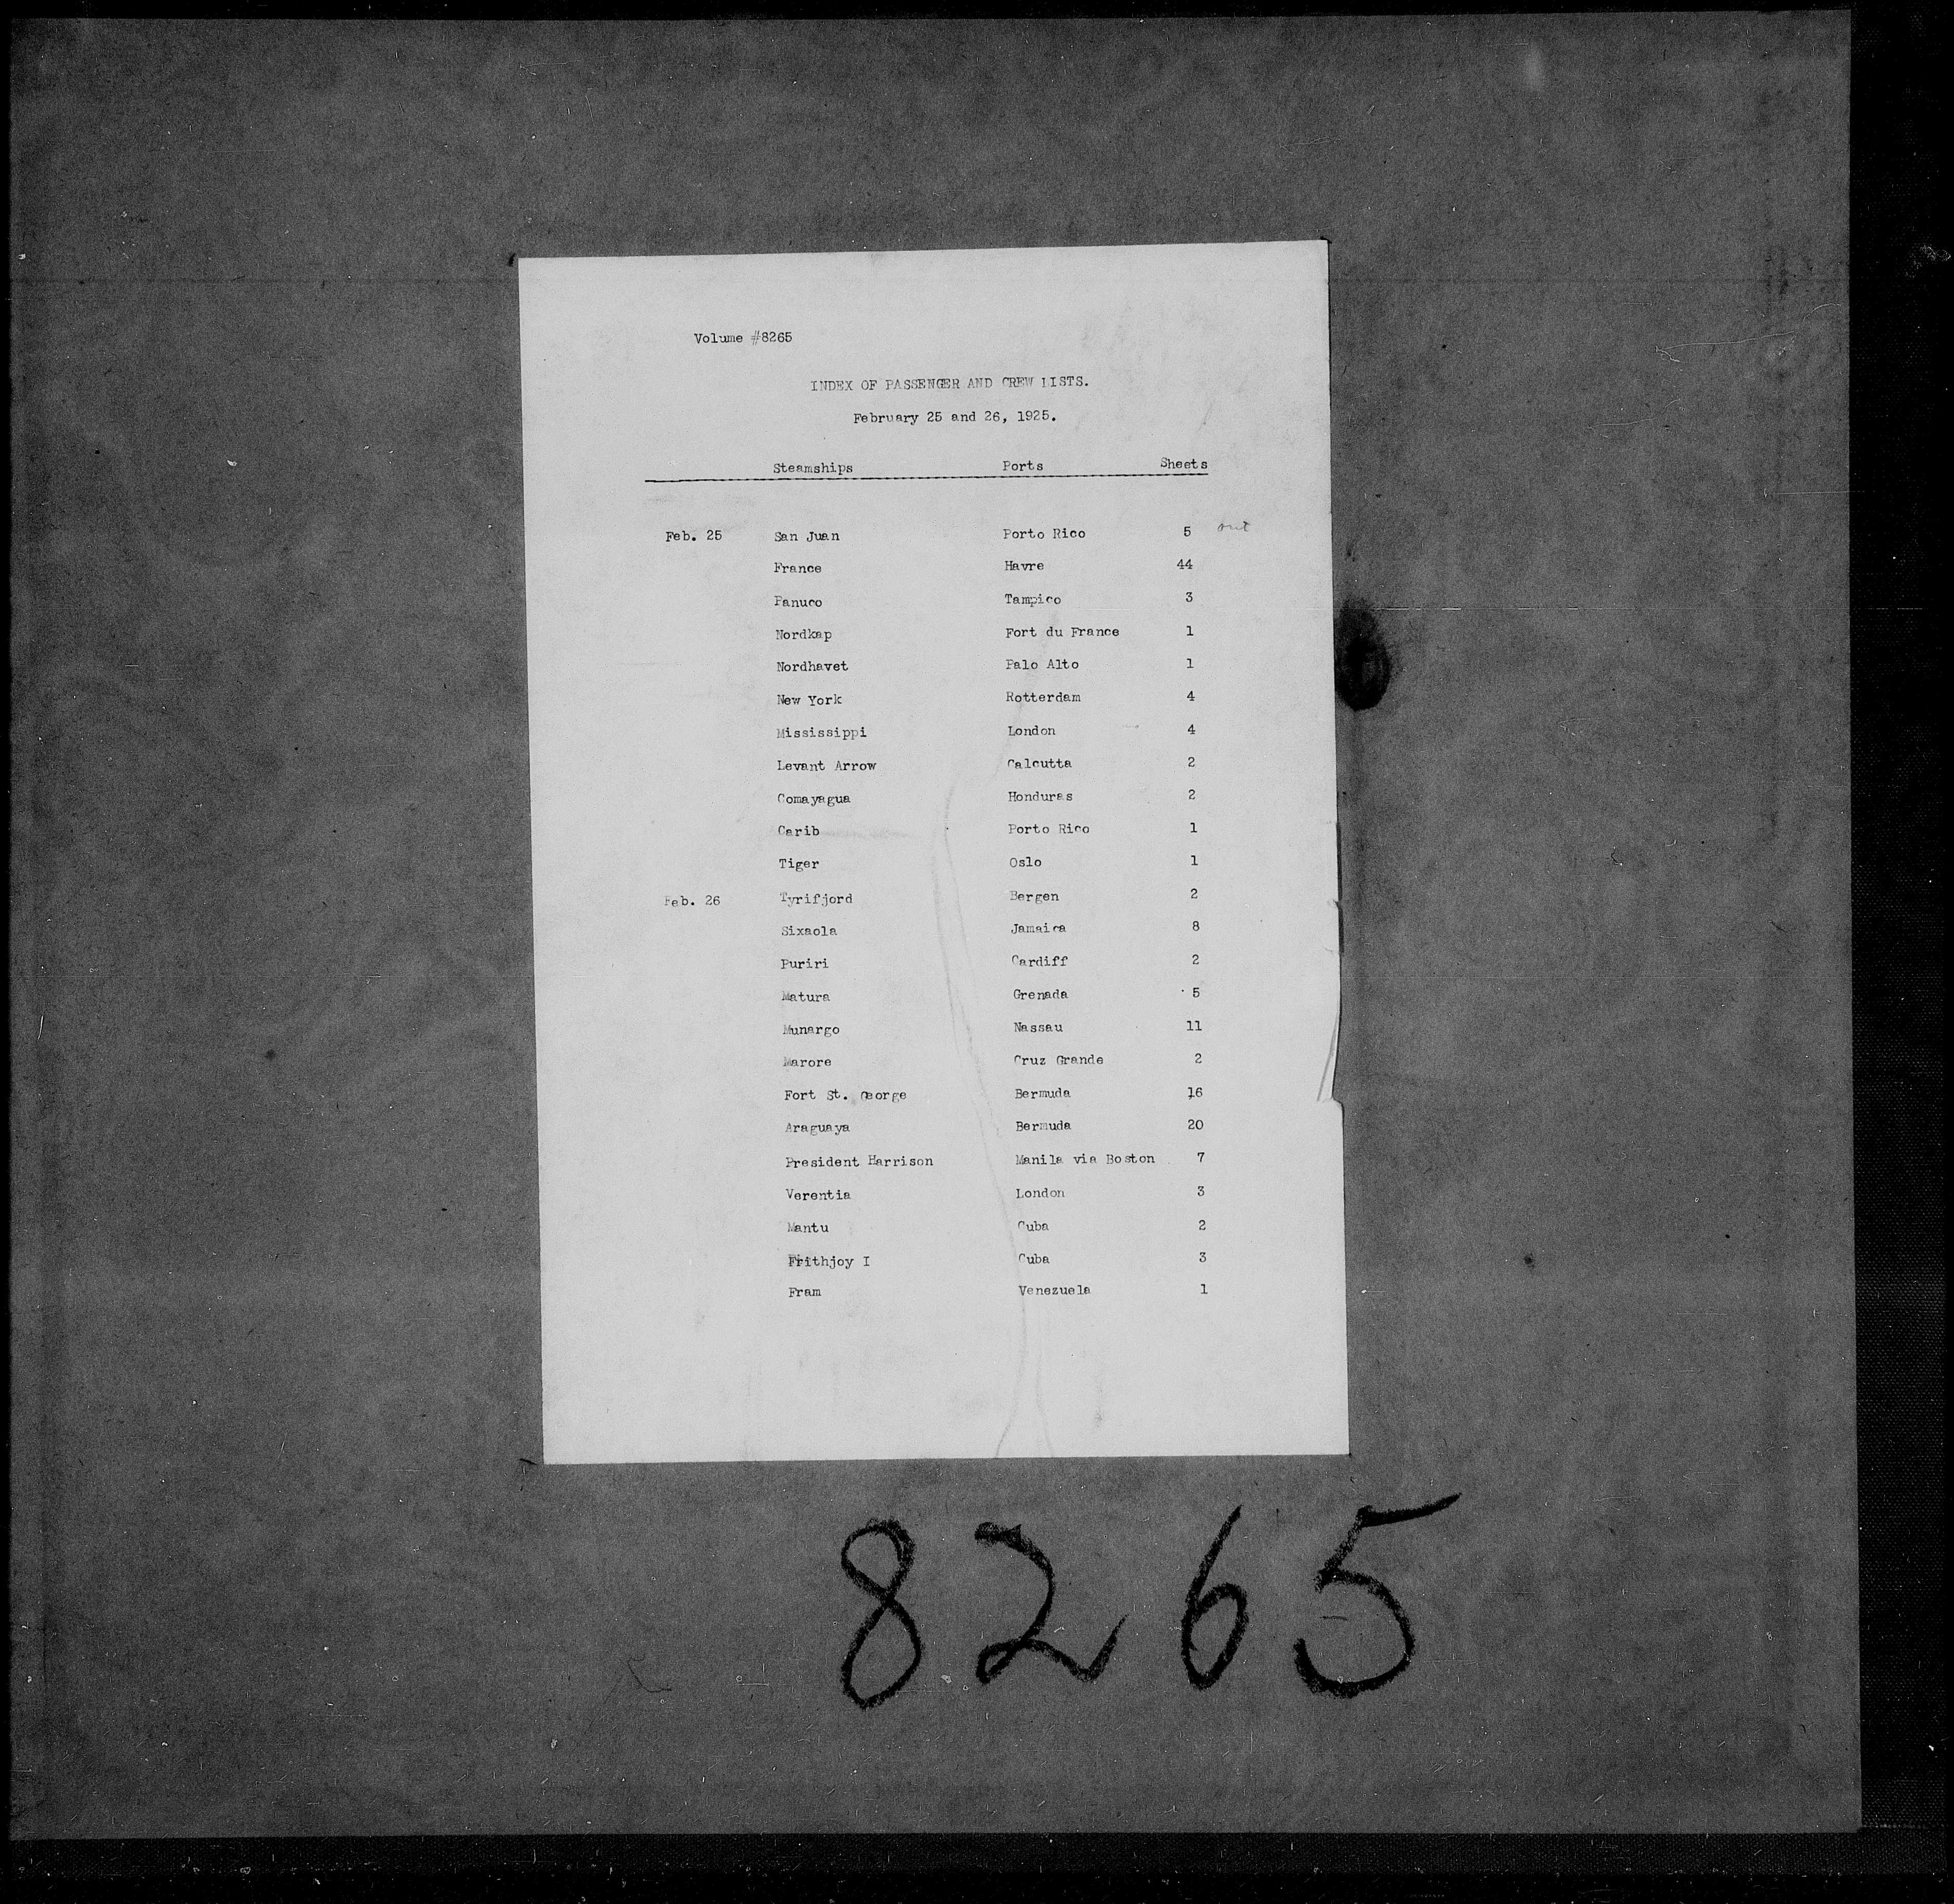 Volume #8265
INDEX OF PASSENGER AND CREW LISTS.
February 25 and 26, 1925.
Steamships Ports Sheets
Feb. 25 San Juan Porto Rico 5 out
France Havre 44
Panuco Tampico 3
Nordkap Fort du France 1
Nordhavet Palo Alto 1
New York Rotterdam 4
Mississippi London 4
Levant Arrow Calcutta 2
Comayagua Honduras 2
Carib Porto Rico 1
Tiger Oslo 1
Feb. 26 Tyrifjord Bergen 2
Sixaola Jamaica 8
Puriri Cardiff 2
Matura Grenada 5
Munargo Nassau 11
Marore Cruz Grande 2
Fort St. George Bermuda 16
Araguaya Bermuda 20
President Harrison Manila via Boston 7
Verentia London 3
Mantu Cuba 2
Frithjoy I Cuba 3
Fram Venezuela 1
8265